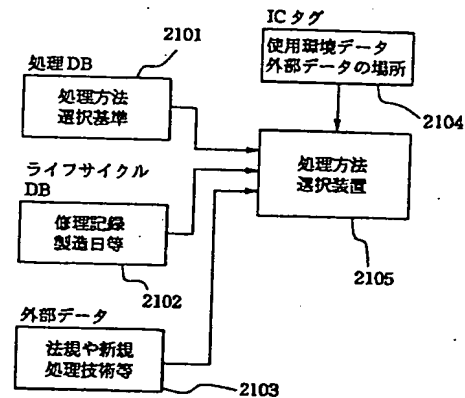 ICタグ
使用環境データ
外部データの場所
2104
2101
処理DB
処理方法
選択基準
処理方法
選択装置
2105
ライフサイクル
DB
修理記録
製造日等
2102
外部データ
法規や新規
処理技術等
2103